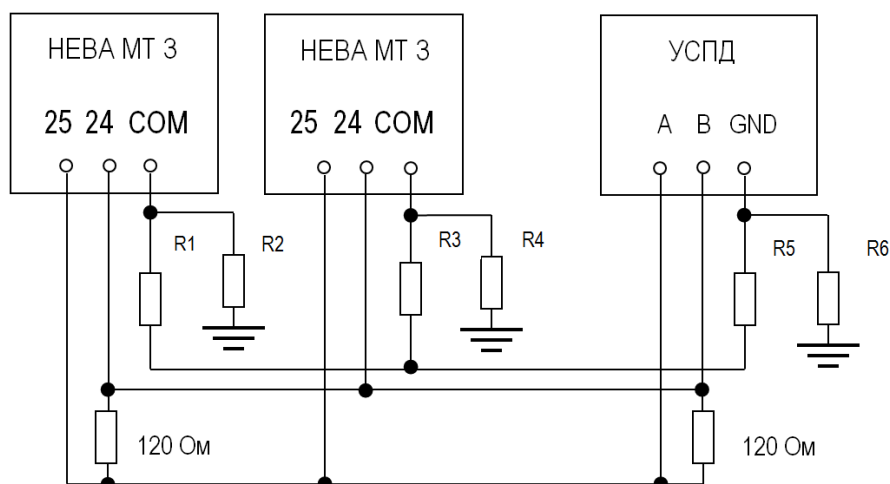 НЕВА МТ 3
25 24 COM
НЕВА МТ 3
25 24 COM
УСПД
A B GND
R1
R2
R3
R4
R5
R6
120 Ом
120 Ом